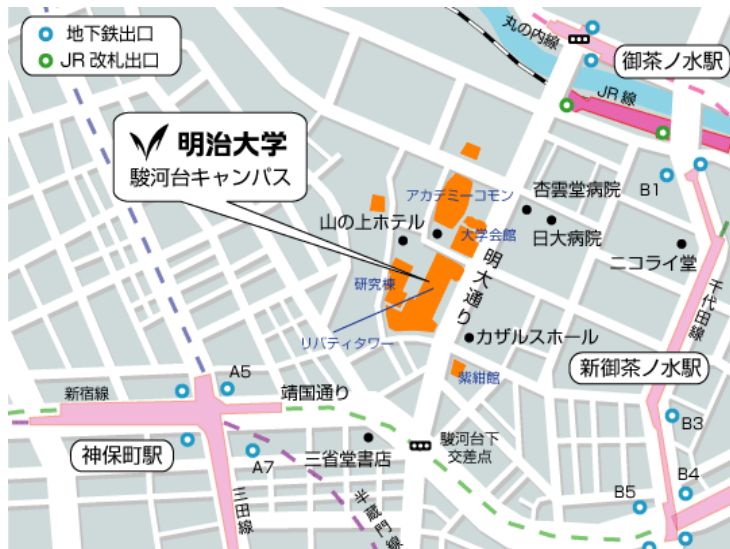 地下鉄出口
JR改札出口
丸の内線
御茶ノ水駅
JR線
明治大学
駿河台キャンパス
アカデミーコモン
杏雲堂病院
B1
山の上ホテル
大学会館
日大病院
ニコライ堂
明大通り
研究棟
千代田線
リバティタワー
カザルスホール
新御茶ノ水駅
紫紺館
A5
新宿線
靖国通り
B3
駿河台下
交差点
神保町駅
A7
三省堂書店
B4
B5
三田線
半蔵門線